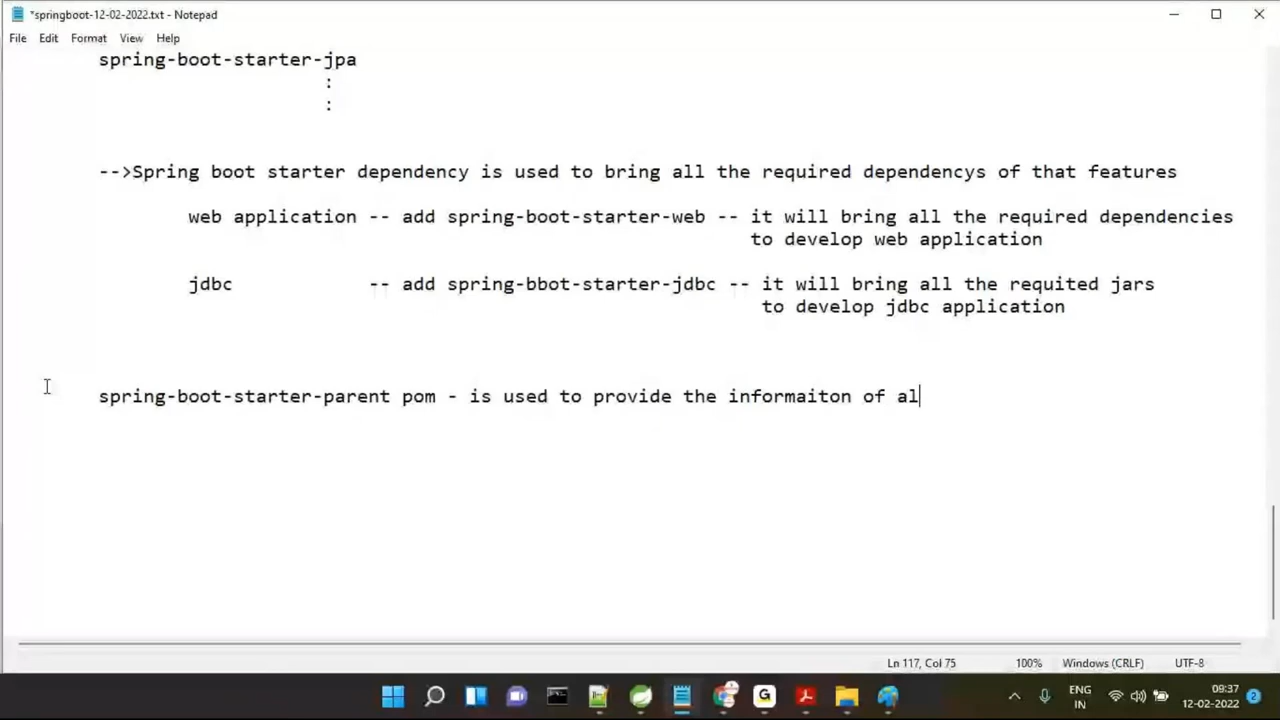 *springboot-12-02-2022.txt - Notepad
File Edit Format View Help
spring-boot-starter-jpa
:
:
-->Spring boot starter dependency is used to bring all the required dependencys of that features
web application -- add spring-boot-starter-web -- it will bring all the required dependencies
to develop web application
jdbc -- add spring-bbot-starter-jdbc -- it will bring all the requited jars
to develop jdbc application
spring-boot-starter-parent pom - is used to provide the informaiton of al
Ln 117, Col 75 100% Windows (CRLF) UTF-8
ENG 09:37
IN 12-02-2022 2